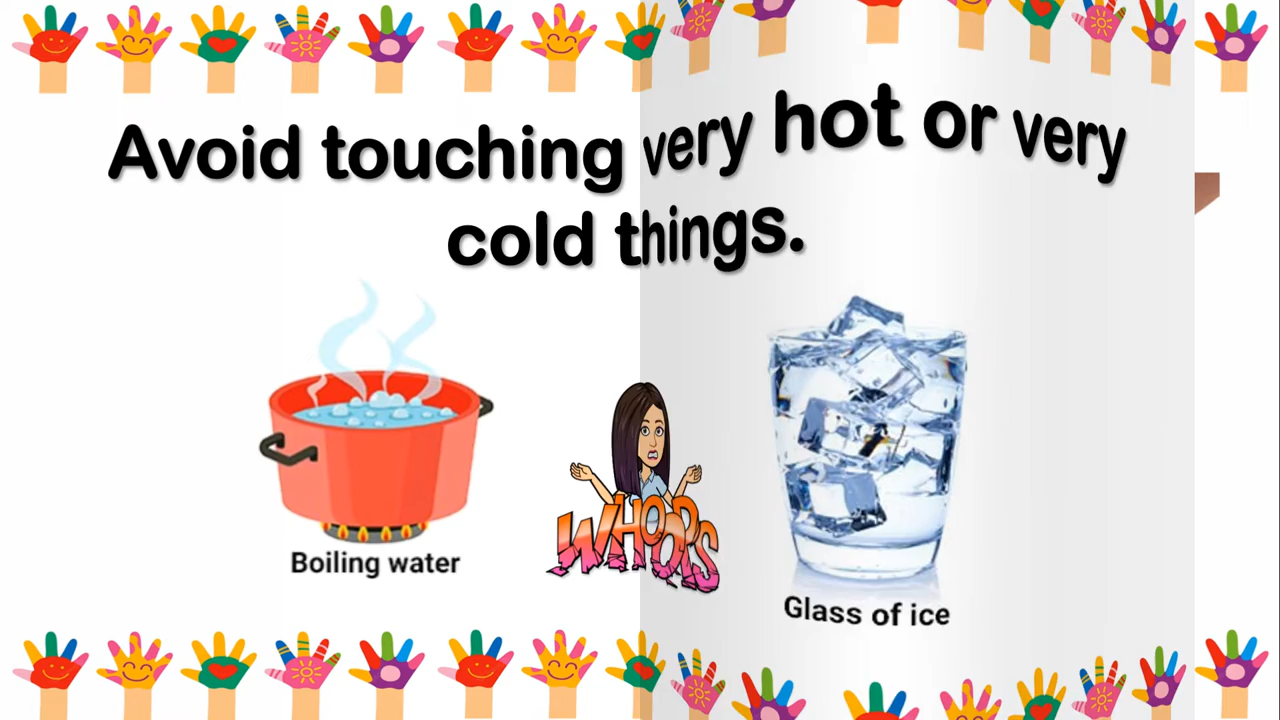 Avoid touching very hot or very
cold things.
WHOOPS
Boiling water
Glass of ice